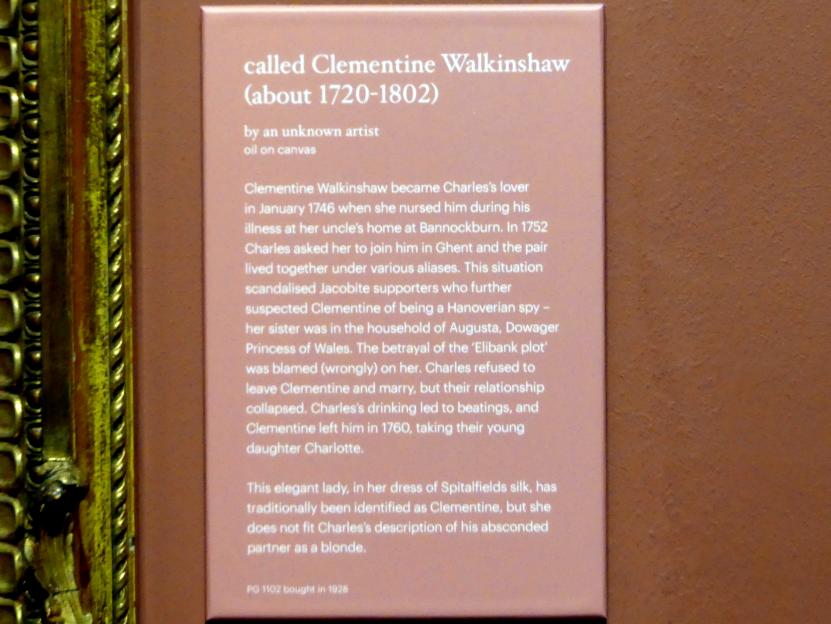 called Clementine Walkinshaw
(about 1720-1802)
by an unknown artist
oil on canvas
Clementine Walkinshaw became Charles's lover
in January 1746 when she nursed him during his
illness at her uncle's home at Bannockburn. In 1752
Charles asked her to join him in Ghent and the pair
lived together under various aliases. This situation
scandalised Jacobite supporters who further
suspected Clementine of being a Hanoverian spy –
her sister was in the household of Augusta, Dowager
Princess of Wales. The betrayal of the 'Elibank plot'
was blamed (wrongly) on her. Charles refused to
leave Clementine and marry, but their relationship
collapsed. Charles's drinking led to beatings, and
Clementine left him in 1760, taking their young
daughter Charlotte.
This elegant lady, in her dress of Spitalfields silk, has
traditionally been identified as Clementine, but she
does not fit Charles's description of his absconded
partner as a blonde.
PG 1102 bought in 1928